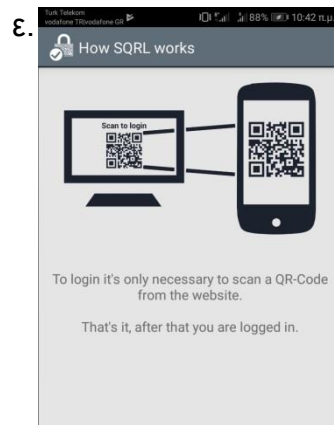 ε.
Turk Telekom
vodafone TR|vodafone GR 88% 10:42 π.μ.
How SQRL works
Scan to login
To login it's only necessary to scan a QR-Code
from the website.
That's it, after that you are logged in.